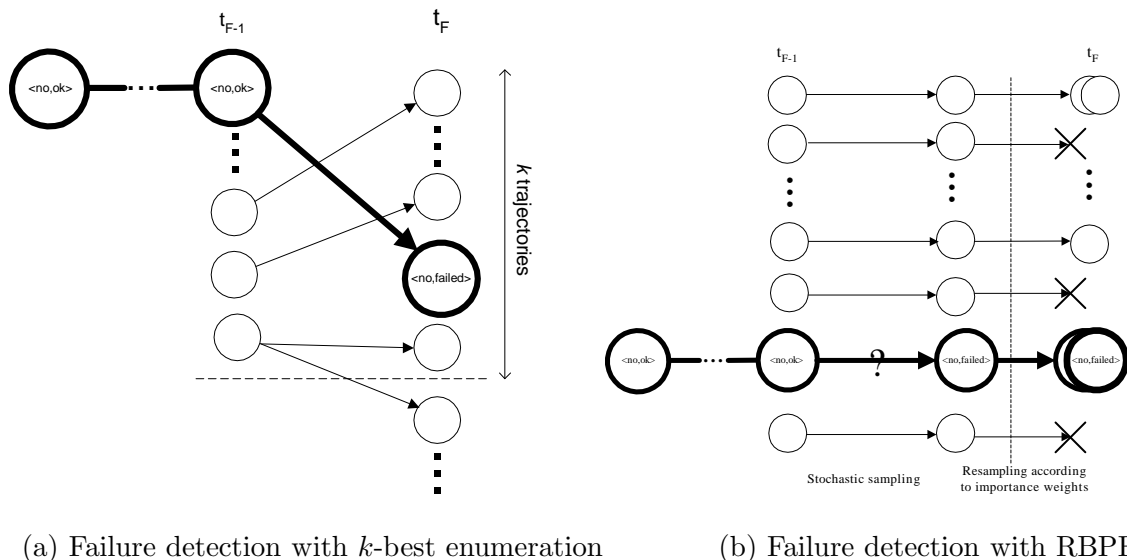 t_{F-1}
t_F
<no,ok>
<no,ok>
<no,failed>
k trajectories
(a) Failure detection with k-best enumeration
t_{F-1}
t_F
<no,ok>
<no,ok>
?
<no,failed>
<no,failed>
Stochastic sampling
Resampling according
to importance weights
(b) Failure detection with RBPF